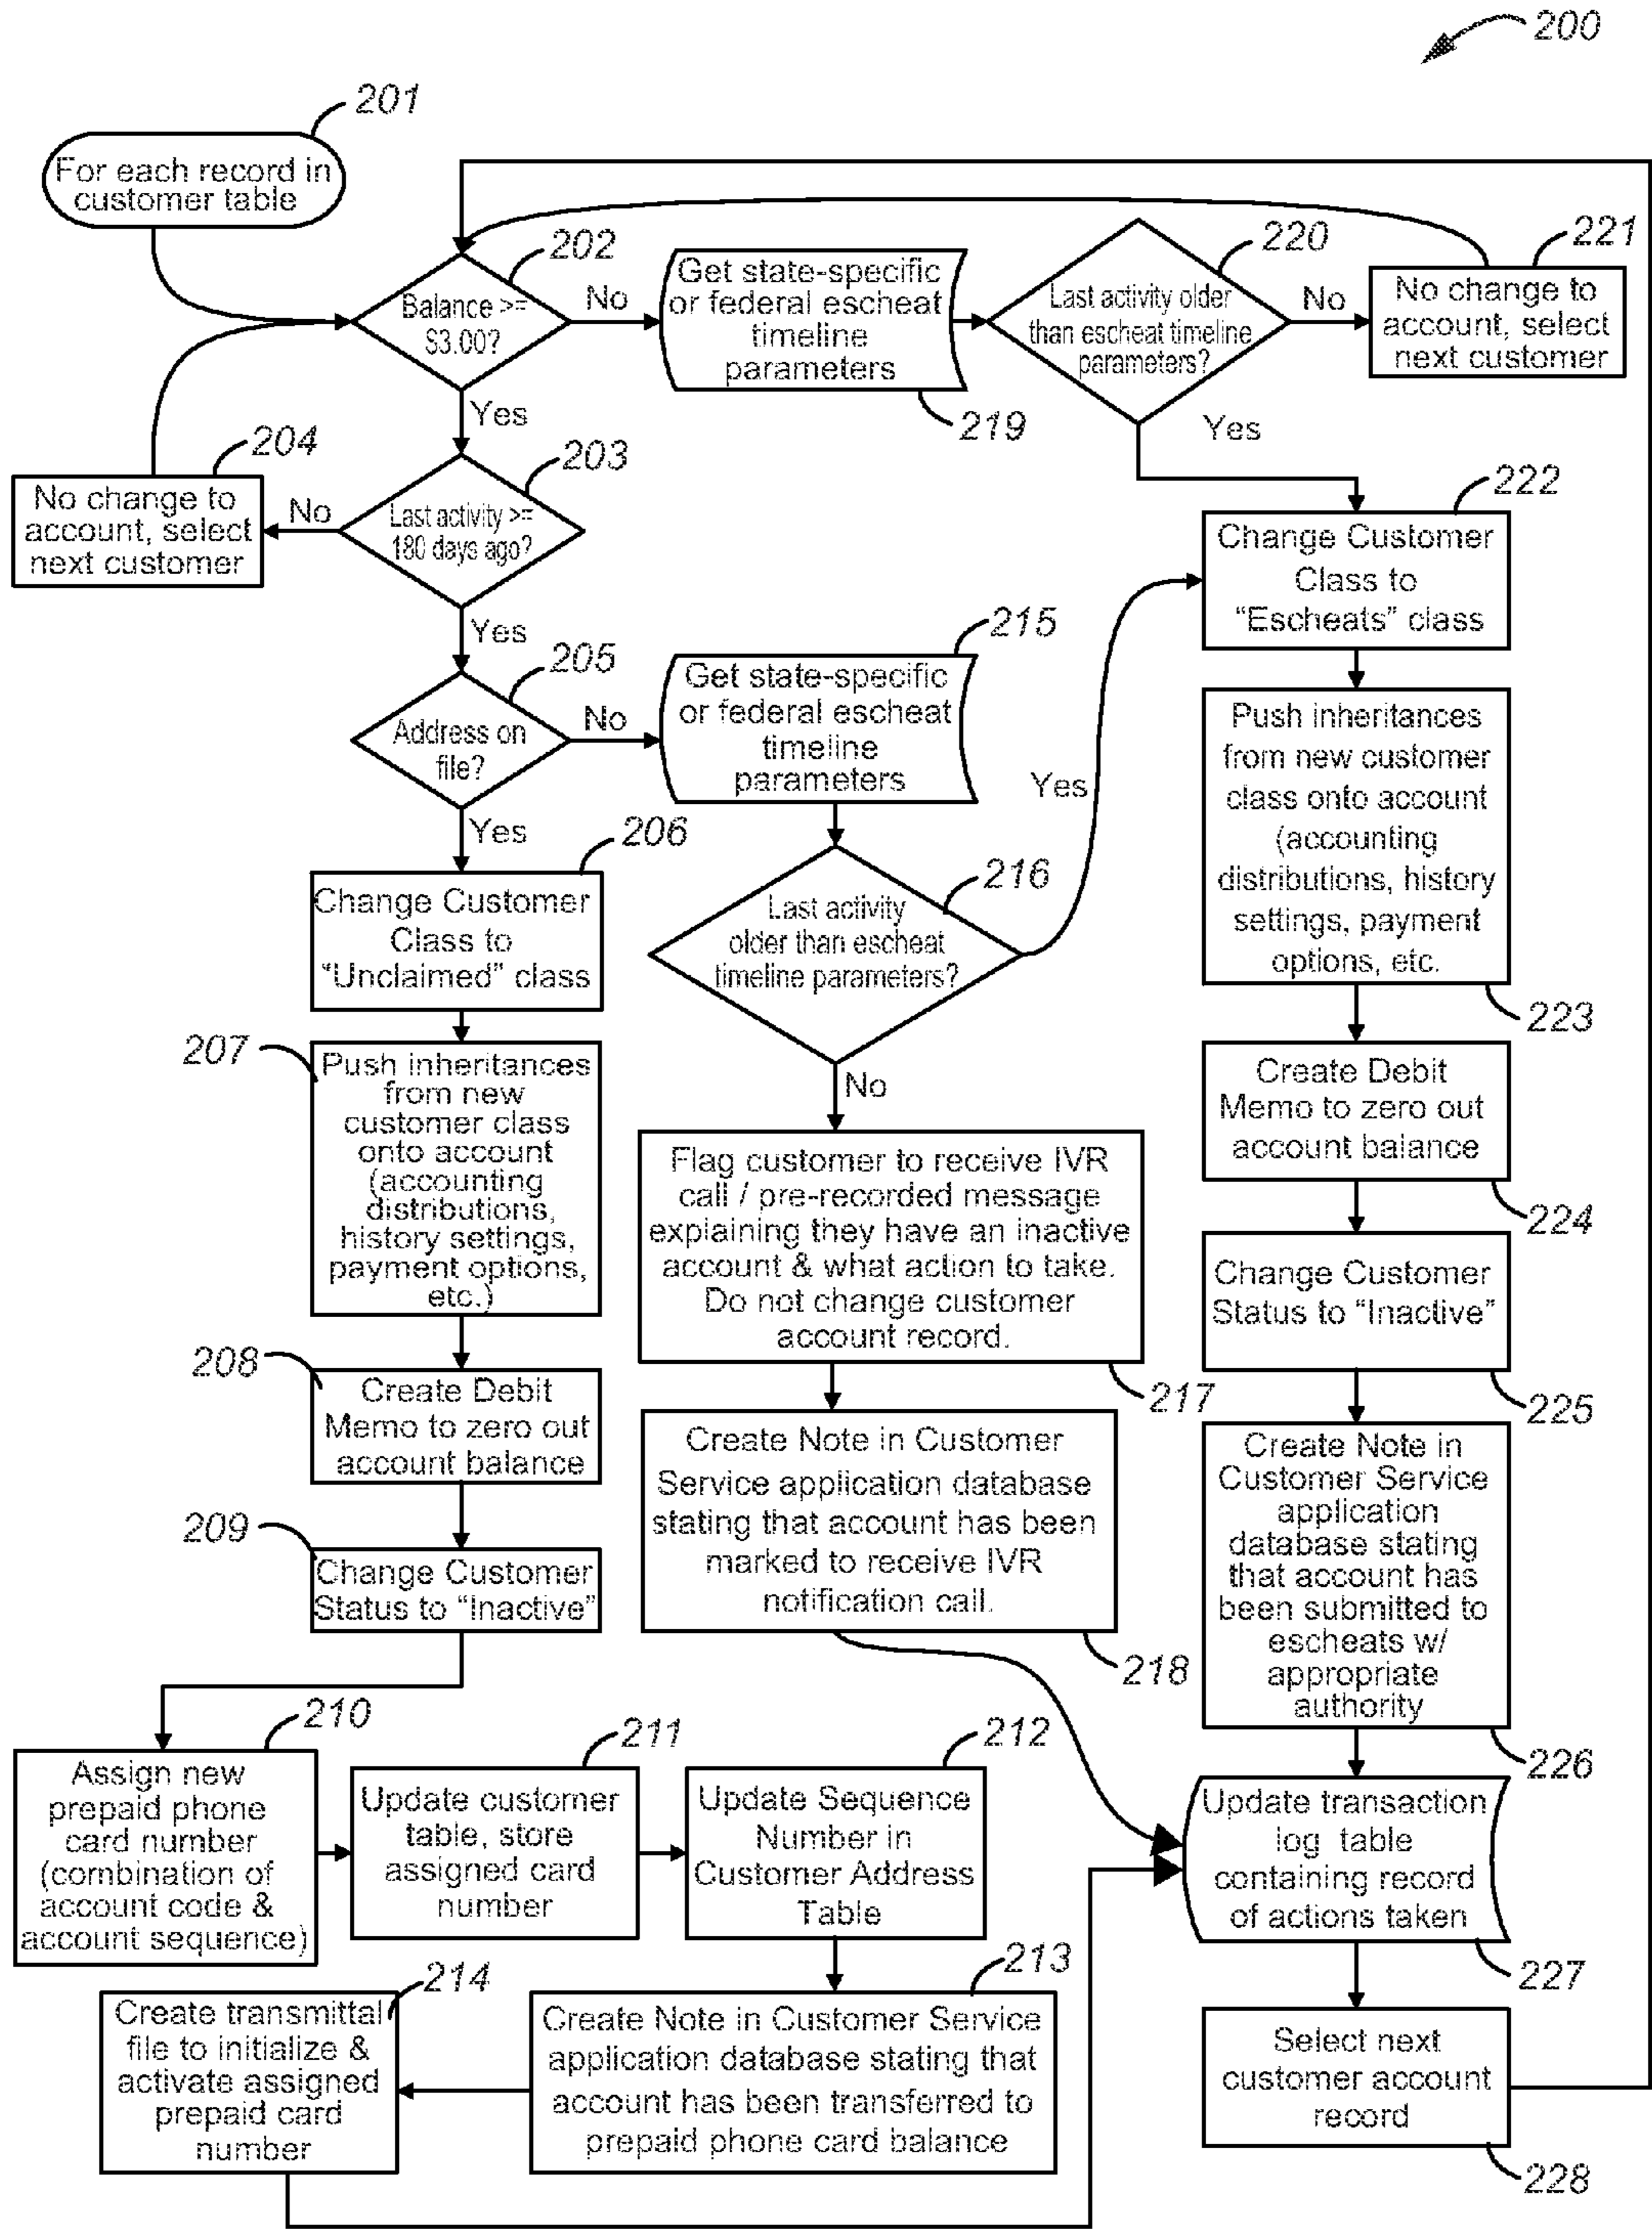 200
201
For each record in
customer table
202
Balance >=
$3.00?
No
Yes
Get state-specific
or federal escheat
timeline
parameters
219
220
Last activity older
than escheat timeline
parameters?
No
Yes
221
No change to
account, select
next customer
203
Last activity >=
180 days ago?
No
Yes
204
No change to
account, select
next customer
205
Address on
file?
No
Yes
215
Get state-specific
or federal escheat
timeline
parameters
216
Last activity
older than escheat
timeline parameters?
Yes
No
206
Change Customer
Class to
“Unclaimed” class
207
Push inheritances
from new
customer class
onto account
(accounting
distributions,
history settings,
payment options,
etc.)
208
Create Debit
Memo to zero out
account balance
209
Change Customer
Status to “Inactive”
210
Assign new
prepaid phone
card number
(combination of
account code &
account sequence)
211
Update customer
table, store
assigned card
number
212
Update Sequence
Number in
Customer Address
Table
213
Create Note in Customer Service
application database stating that
account has been transferred to
prepaid phone card balance
214
Create transmittal
file to initialize &
activate assigned
prepaid card
number
Flag customer to receive IVR
call / pre-recorded message
explaining they have an inactive
account & what action to take.
Do not change customer
account record.
217
Create Note in Customer
Service application database
stating that account has been
marked to receive IVR
notification call.
218
222
Change Customer
Class to
“Escheats” class
Push inheritances
from new customer
class onto account
(accounting
distributions, history
settings, payment
options, etc.
223
Create Debit
Memo to zero out
account balance
224
Change Customer
Status to “Inactive”
225
Create Note in
Customer Service
application
database stating
that account has
been submitted to
escheats w/
appropriate
authority
226
Update transaction
log table
containing record
of actions taken
227
Select next
customer account
record
228